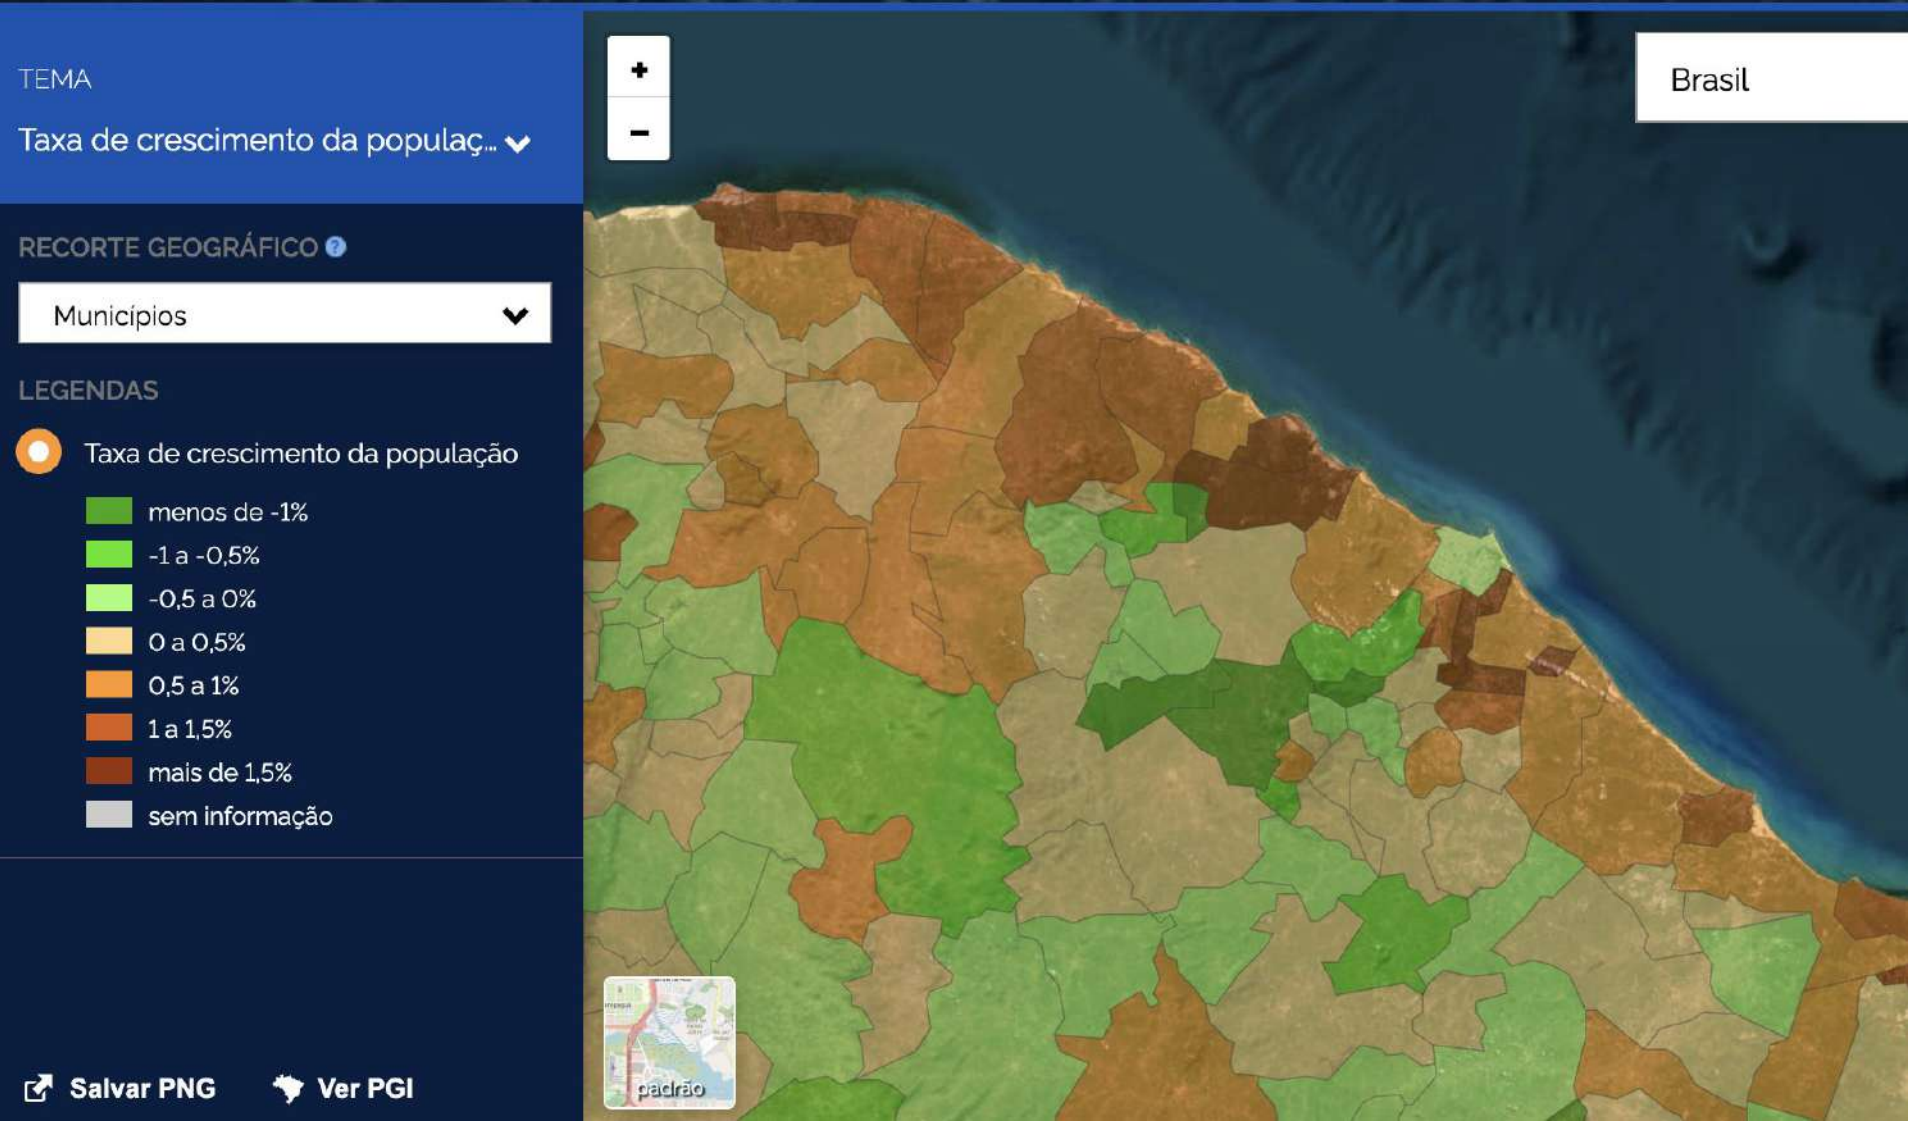 TEMA
Taxa de crescimento da populaç...
RECORTE GEOGRÁFICO ?
Municípios
LEGENDAS
Taxa de crescimento da população
menos de -1%
-1 a -0,5%
-0,5 a 0%
0 a 0,5%
0,5 a 1%
1 a 1,5%
mais de 1,5%
sem informação
Salvar PNG
Ver PGI
+
-
Brasil
padrão